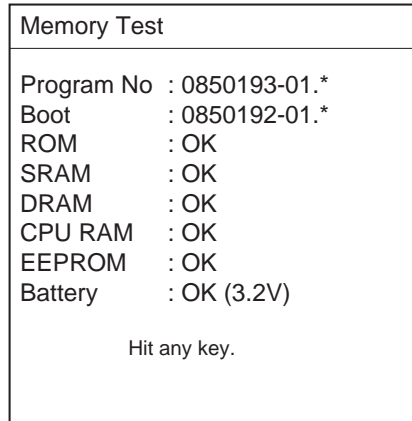 Memory Test
Program No : 0850193-01.*
Boot : 0850192-01.*
ROM : OK
SRAM : OK
DRAM : OK
CPU RAM : OK
EEPROM : OK
Battery : OK (3.2V)
Hit any key.